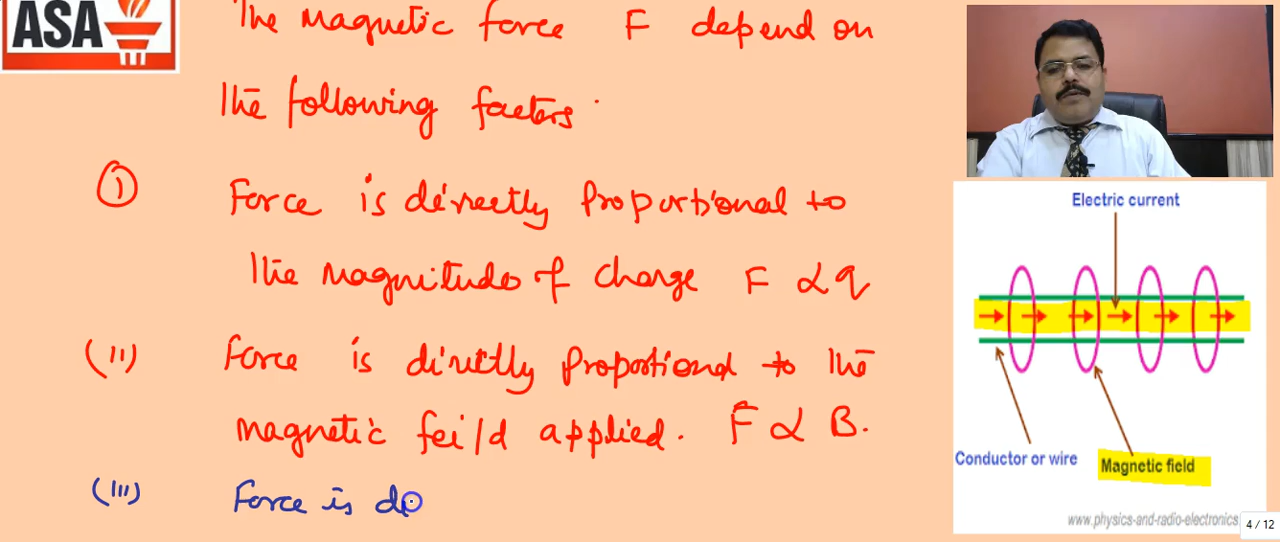 ASA
The magnetic force F depend on
the following factors.
(i) Force is directly proportional to
the magnitude of charge F ∝ q
(ii) Force is directly proportional to the
magnetic feild applied. F ∝ B.
(iii) Force is d
Electric current
Conductor or wire
Magnetic field
www.physics-and-radio-electronics
4 / 12